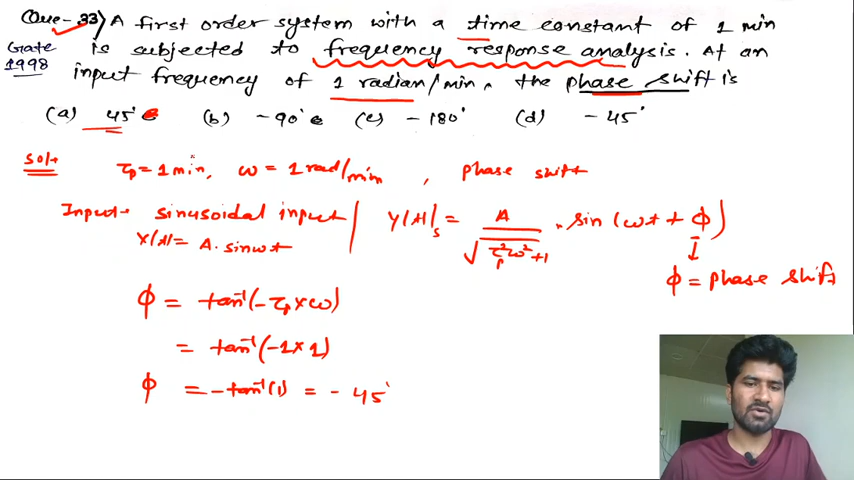 Que-33) A first order system with a time constant of 1 min
Gate 1998
is subjected to frequency response analysis. At an
input frequency of 1 radian/min, the phase shift is
(a) 45° (b) -90° (c) -180° (d) -45°
Soln
τp = 1 min, ω = 1 rad/min, phase shift
Input → sinusoidal input
X(t) = A. sinωt
Y(t)|s = A / √(τp²ω²+1) . sin(ωt + φ)
φ = phase shift
φ = tan⁻¹(-τp×ω)
= tan⁻¹(-1×1)
φ = -tan⁻¹(1) = -45°